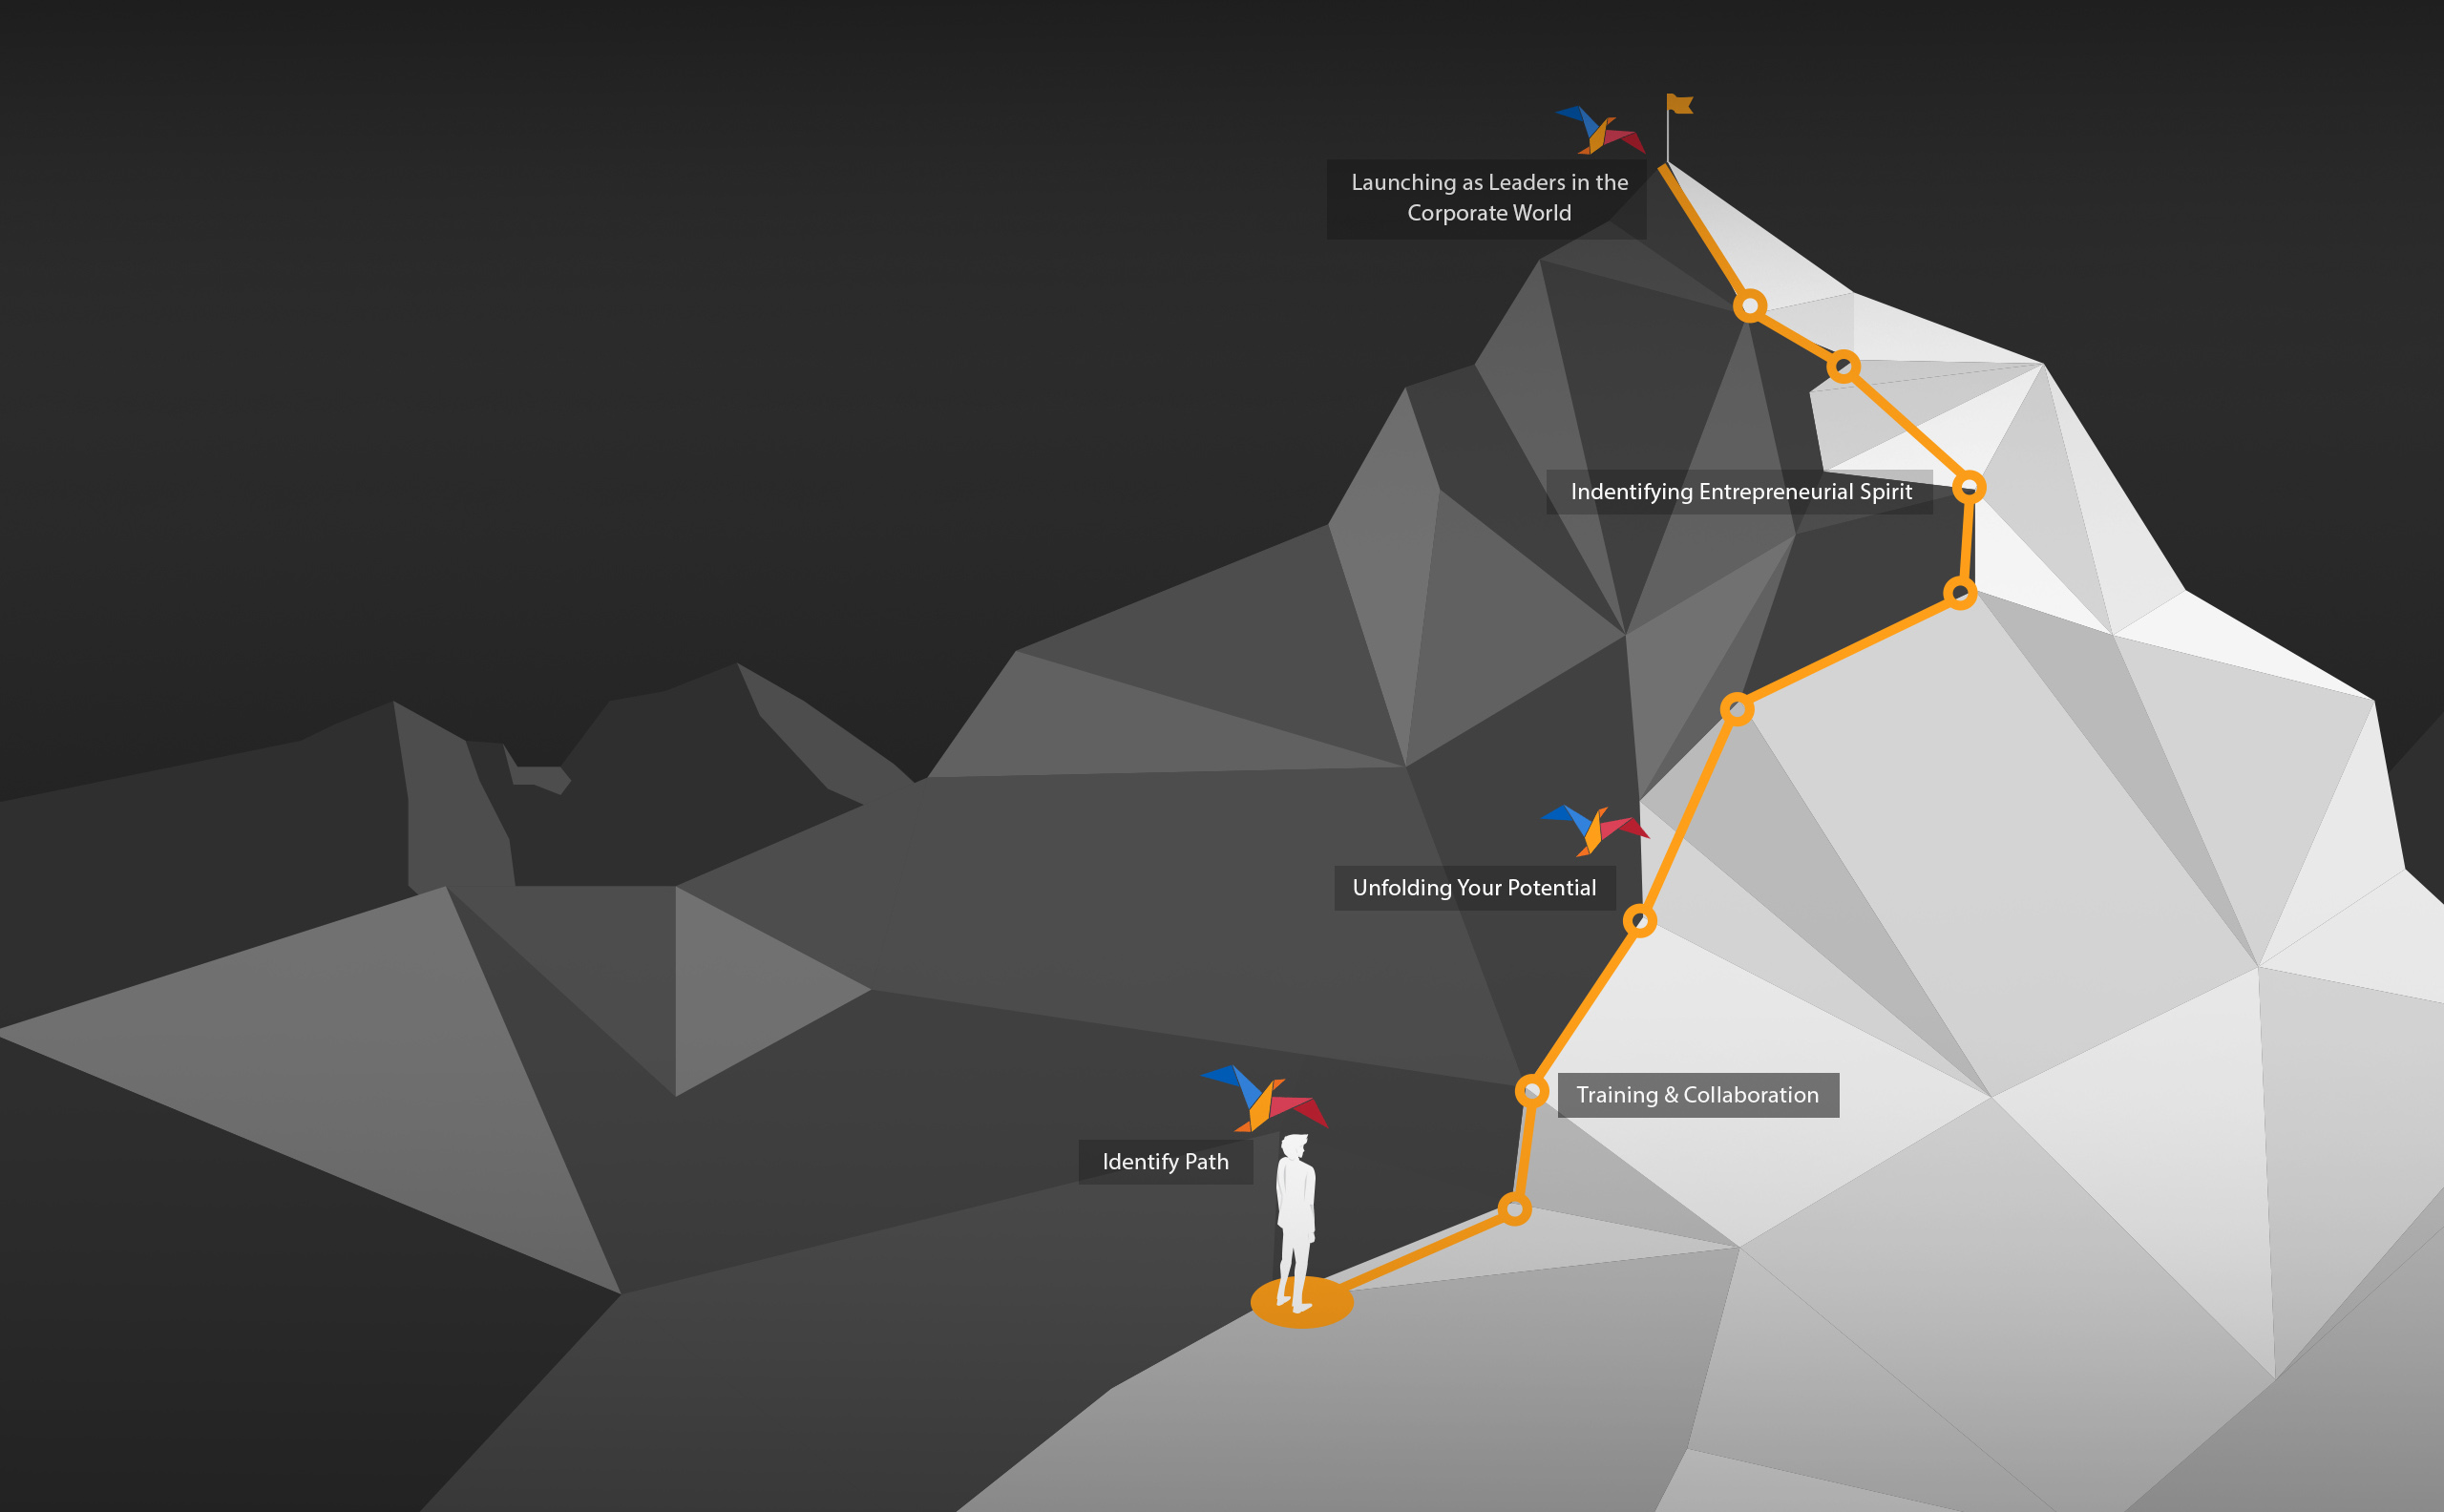 Launching as Leaders in the
Corporate World
Indentifying Entrepreneurial Spirit
Unfolding Your Potential
Training & Collaboration
Identify Path